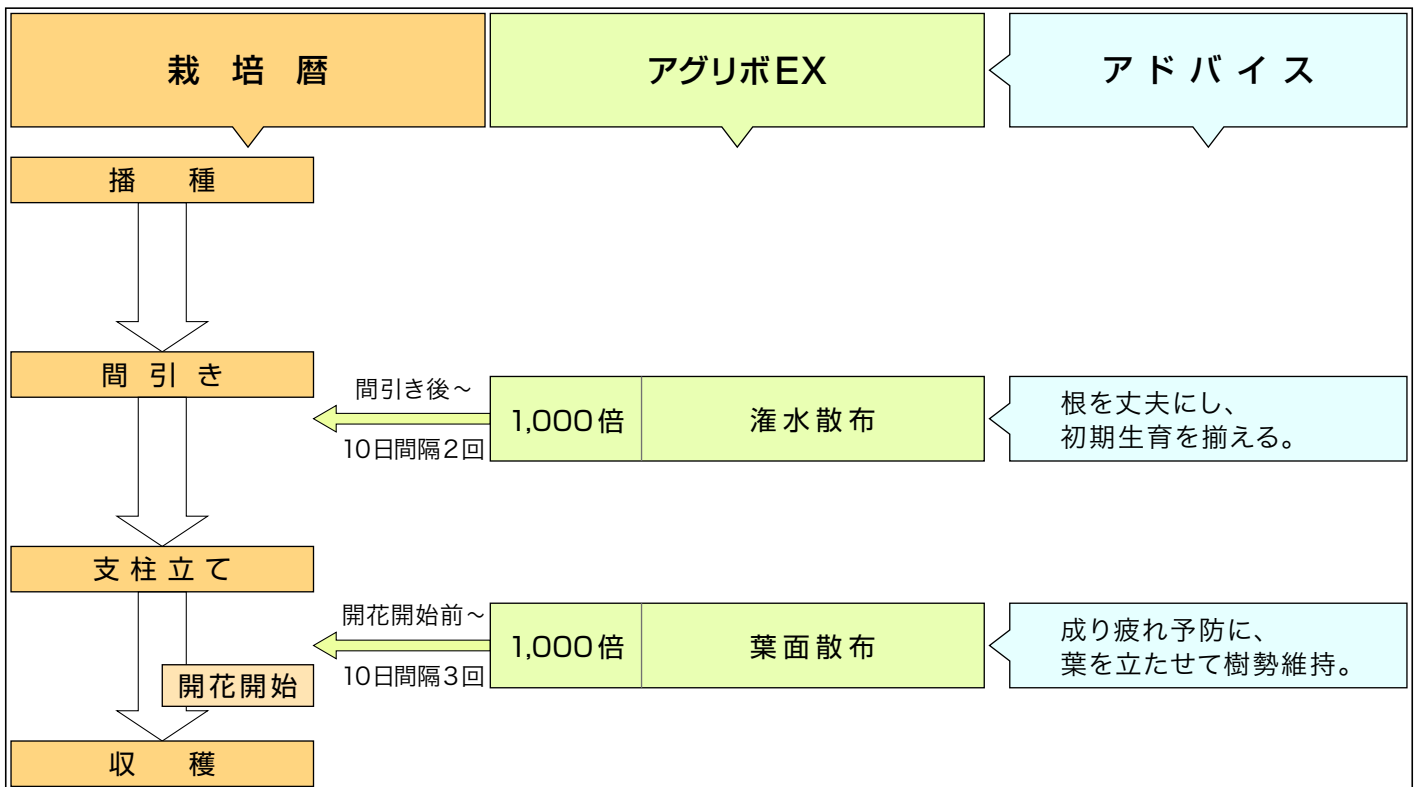 栽培暦
アグリボEX
アドバイス
播種
間引き
間引き後~
10日間隔2回
1,000倍
潅水散布
根を丈夫にし、
初期生育を揃える。
支柱立て
開花開始前~
10日間隔3回
1,000倍
葉面散布
成り疲れ予防に、
葉を立たせて樹勢維持。
開花開始
収穫